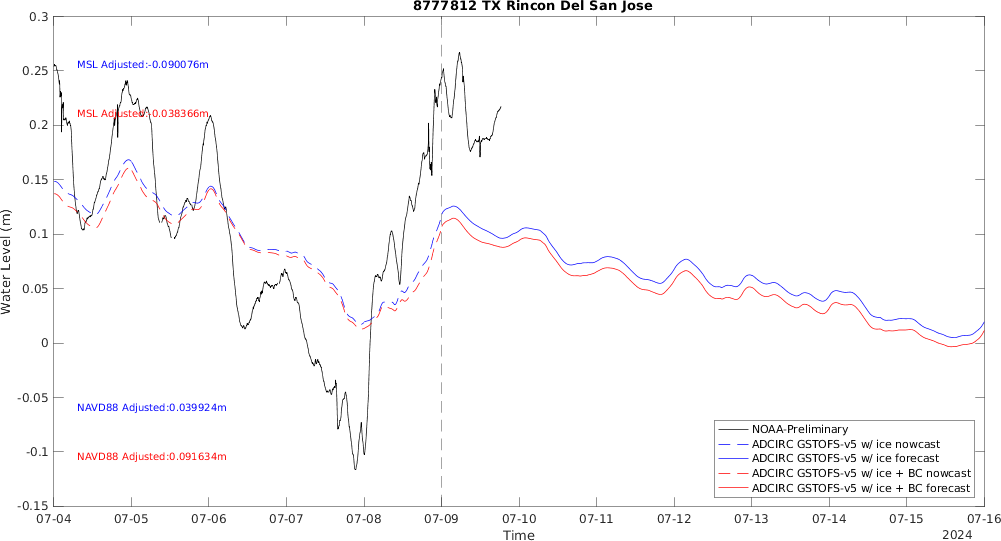 8777812 TX Rincon Del San Jose
0.3
0.25
0.2
0.15
0.1
0.05
0
-0.05
-0.1
-0.15
Water Level (m)
MSL Adjusted:-0.090076m
MSL Adjusted:-0.038366m
NAVD88 Adjusted:0.039924m
NAVD88 Adjusted:0.091634m
NOAA-Preliminary
ADCIRC GSTOFS-v5 w/ ice nowcast
ADCIRC GSTOFS-v5 w/ ice forecast
ADCIRC GSTOFS-v5 w/ ice + BC nowcast
ADCIRC GSTOFS-v5 w/ ice + BC forecast
07-04 07-05 07-06 07-07 07-08 07-09 07-10 07-11 07-12 07-13 07-14 07-15 07-16
Time
2024